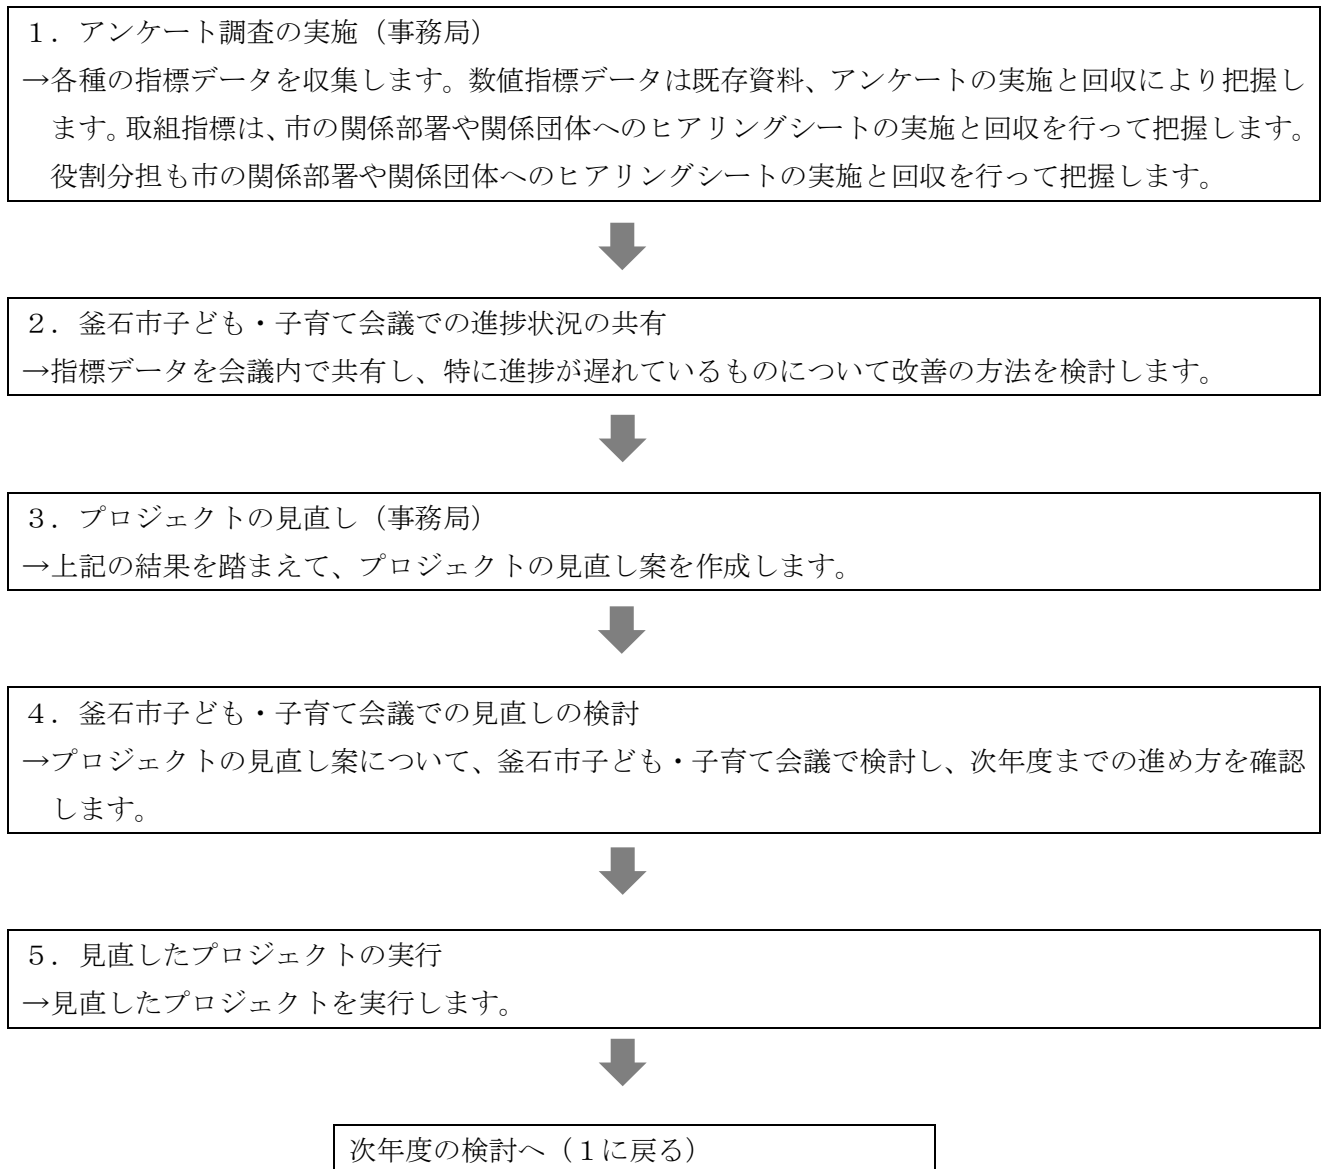 １．アンケート調査の実施（事務局）
→各種の指標データを収集します。数値指標データは既存資料、アンケートの実施と回収により把握し
ます。取組指標は、市の関係部署や関係団体へのヒアリングシートの実施と回収を行って把握します。
役割分担も市の関係部署や関係団体へのヒアリングシートの実施と回収を行って把握します。
２．釜石市子ども・子育て会議での進捗状況の共有
→指標データを会議内で共有し、特に進捗が遅れているものについて改善の方法を検討します。
３．プロジェクトの見直し（事務局）
→上記の結果を踏まえて、プロジェクトの見直し案を作成します。
４．釜石市子ども・子育て会議での見直しの検討
→プロジェクトの見直し案について、釜石市子ども・子育て会議で検討し、次年度までの進め方を確認
します。
５．見直したプロジェクトの実行
→見直したプロジェクトを実行します。
次年度の検討へ（１に戻る）